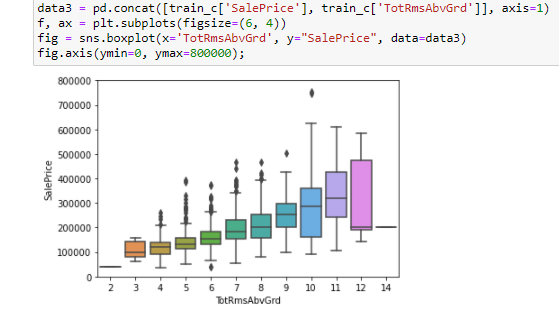 data3 = pd.concat([train_c['SalePrice'], train_c['TotRmsAbvGrd']], axis=1)
f, ax = plt.subplots(figsize=(6, 4))
fig = sns.boxplot(x='TotRmsAbvGrd', y="SalePrice", data=data3)
fig.axis(ymin=0, ymax=800000);
800000
700000
600000
500000
400000
300000
200000
100000
0
SalePrice
2 3 4 5 6 7 8 9 10 11 12 14
TotRmsAbvGrd